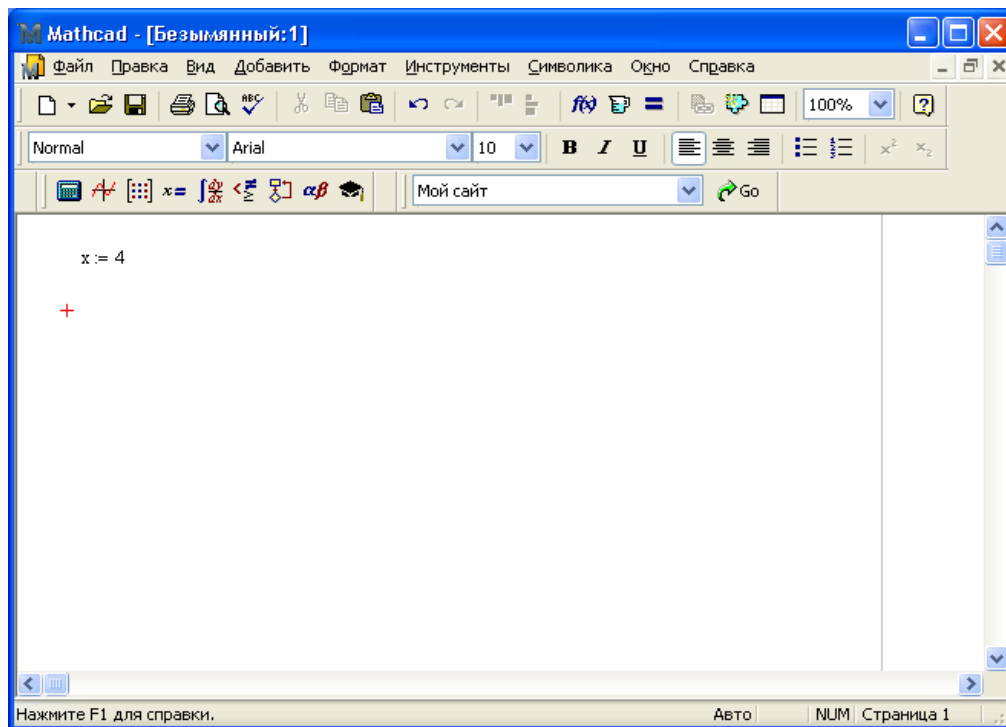 Mathcad - [Безымянный:1]
Файл Правка Вид Добавить Формат Инструменты Символика Окно Справка
100%
Normal Arial 10 B I U
Мой сайт Go
x := 4
Нажмите F1 для справки. Авто NUM Страница 1